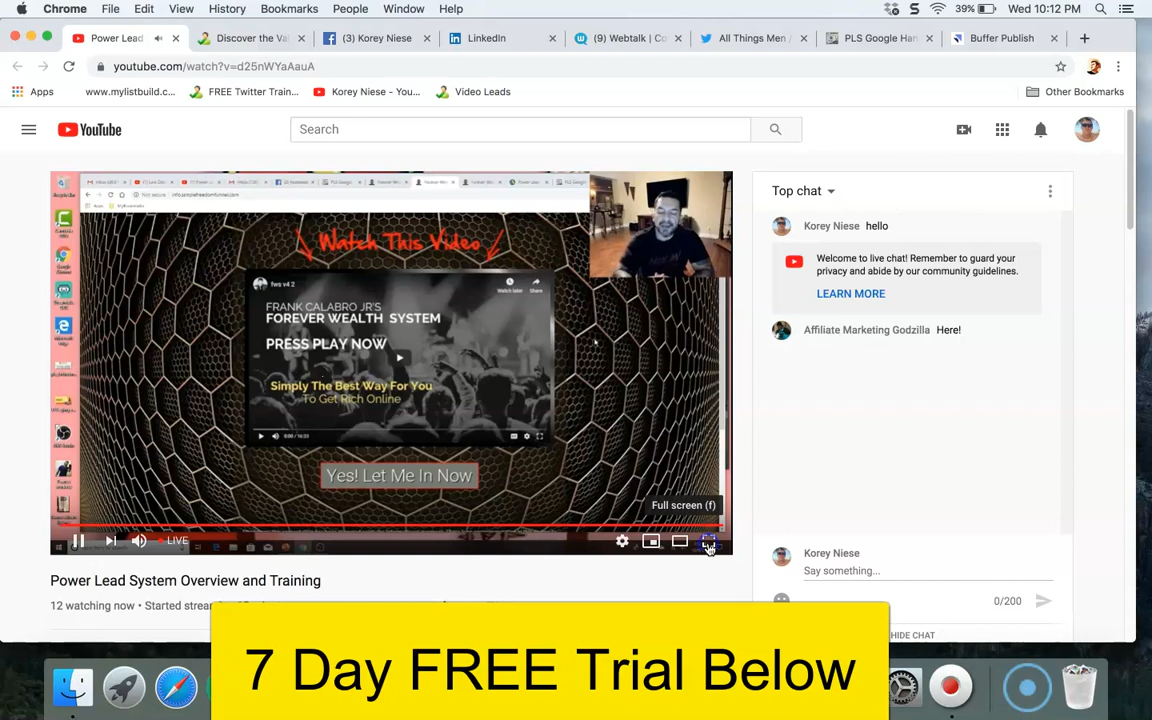 Chrome File Edit View History Bookmarks People Window Help
39% Wed 10:12 PM
Power Lead
Discover the Va
(3) Korey Niese
LinkedIn
(9) Webtalk | Co
All Things Men /
PLS Google Han
Buffer Publish
youtube.com/watch?v=d25nWYaAauA
Apps
www.mylistbuild.c...
FREE Twitter Train...
Korey Niese - You...
Video Leads
Other Bookmarks
YouTube
Search
Watch This Video
fws v4 2
Watch later
Share
FRANK CALABRO JR'S
FOREVER WEALTH SYSTEM
PRESS PLAY NOW
Simply The Best Way For You
To Get Rich Online
Yes! Let Me In Now
Full screen (f)
LIVE
Power Lead System Overview and Training
12 watching now • Started strea
Top chat
Korey Niese hello
Welcome to live chat! Remember to guard your
privacy and abide by our community guidelines.
LEARN MORE
Affiliate Marketing Godzilla Here!
Korey Niese
Say something...
0/200
HIDE CHAT
7 Day FREE Trial Below